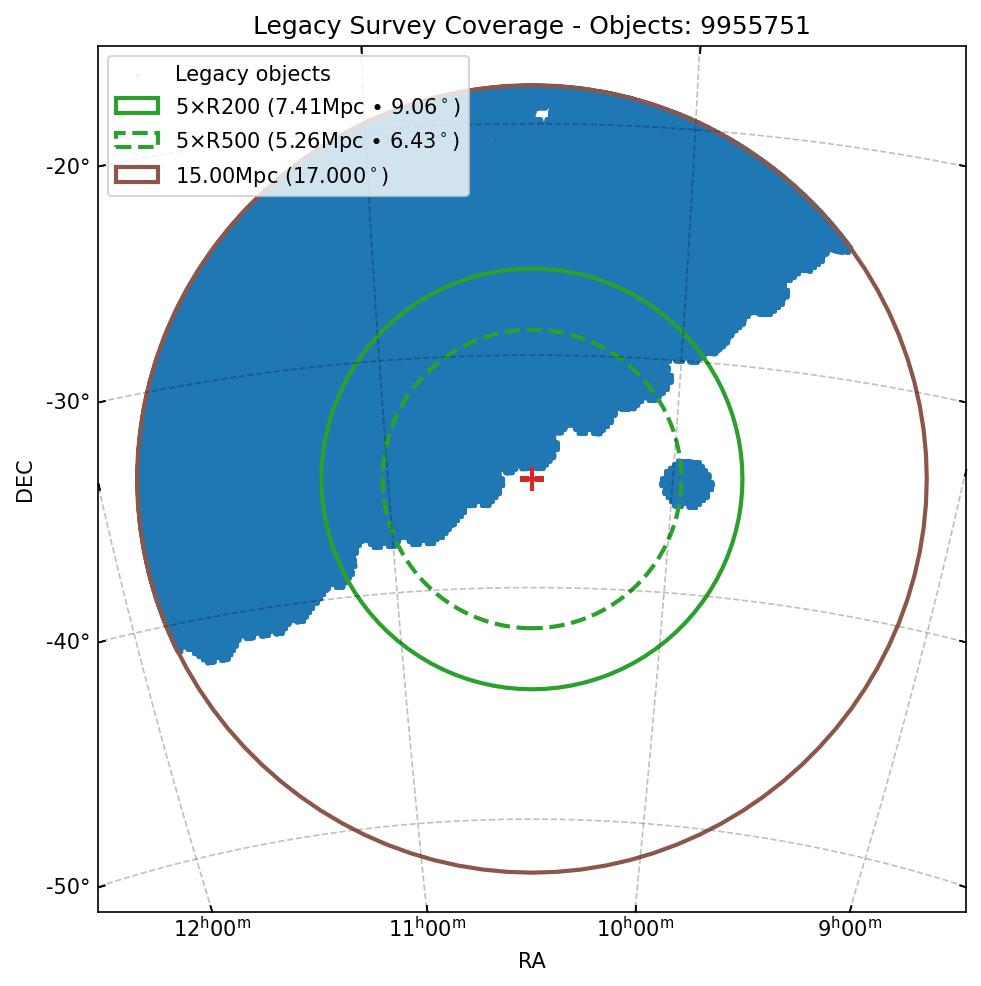 Legacy Survey Coverage - Objects: 9955751
Legacy objects
5×R200 (7.41Mpc • 9.06°)
5×R500 (5.26Mpc • 6.43°)
15.00Mpc (17.000°)
-20°
-30°
-40°
-50°
DEC
12ʰ00ᵐ
11ʰ00ᵐ
10ʰ00ᵐ
9ʰ00ᵐ
RA